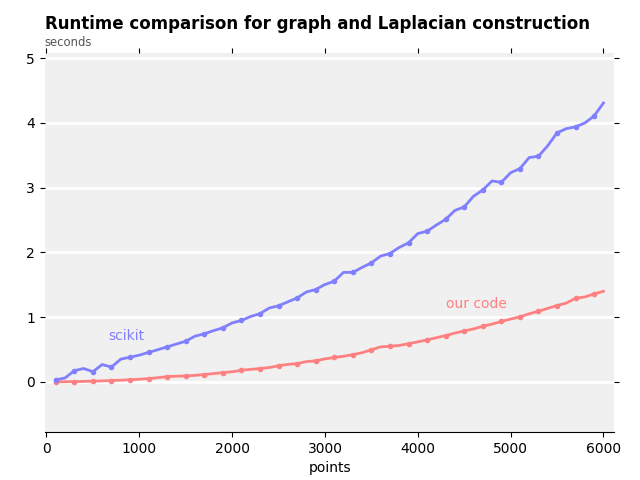 Runtime comparison for graph and Laplacian construction
seconds
5
4
3
2
1
0
our code
scikit
0 1000 2000 3000 4000 5000 6000
points